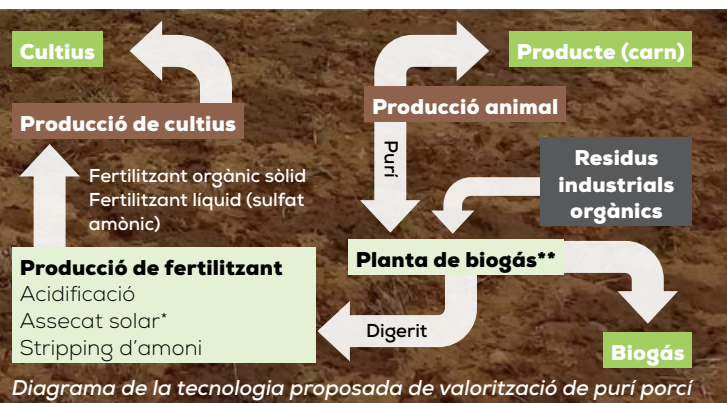 Cultius
Producte (carn)
Producció de cultius
Producció animal
Purí
Fertilitzant orgànic sòlid
Fertilitzant líquid (sulfat
amònic)
Residus
industrials
orgànics
Producció de fertilitzant
Acidificació
Assecat solar*
Stripping d'amoni
Planta de biogás**
Digerit
Biogás
Diagrama de la tecnologia proposada de valorització de purí porcí